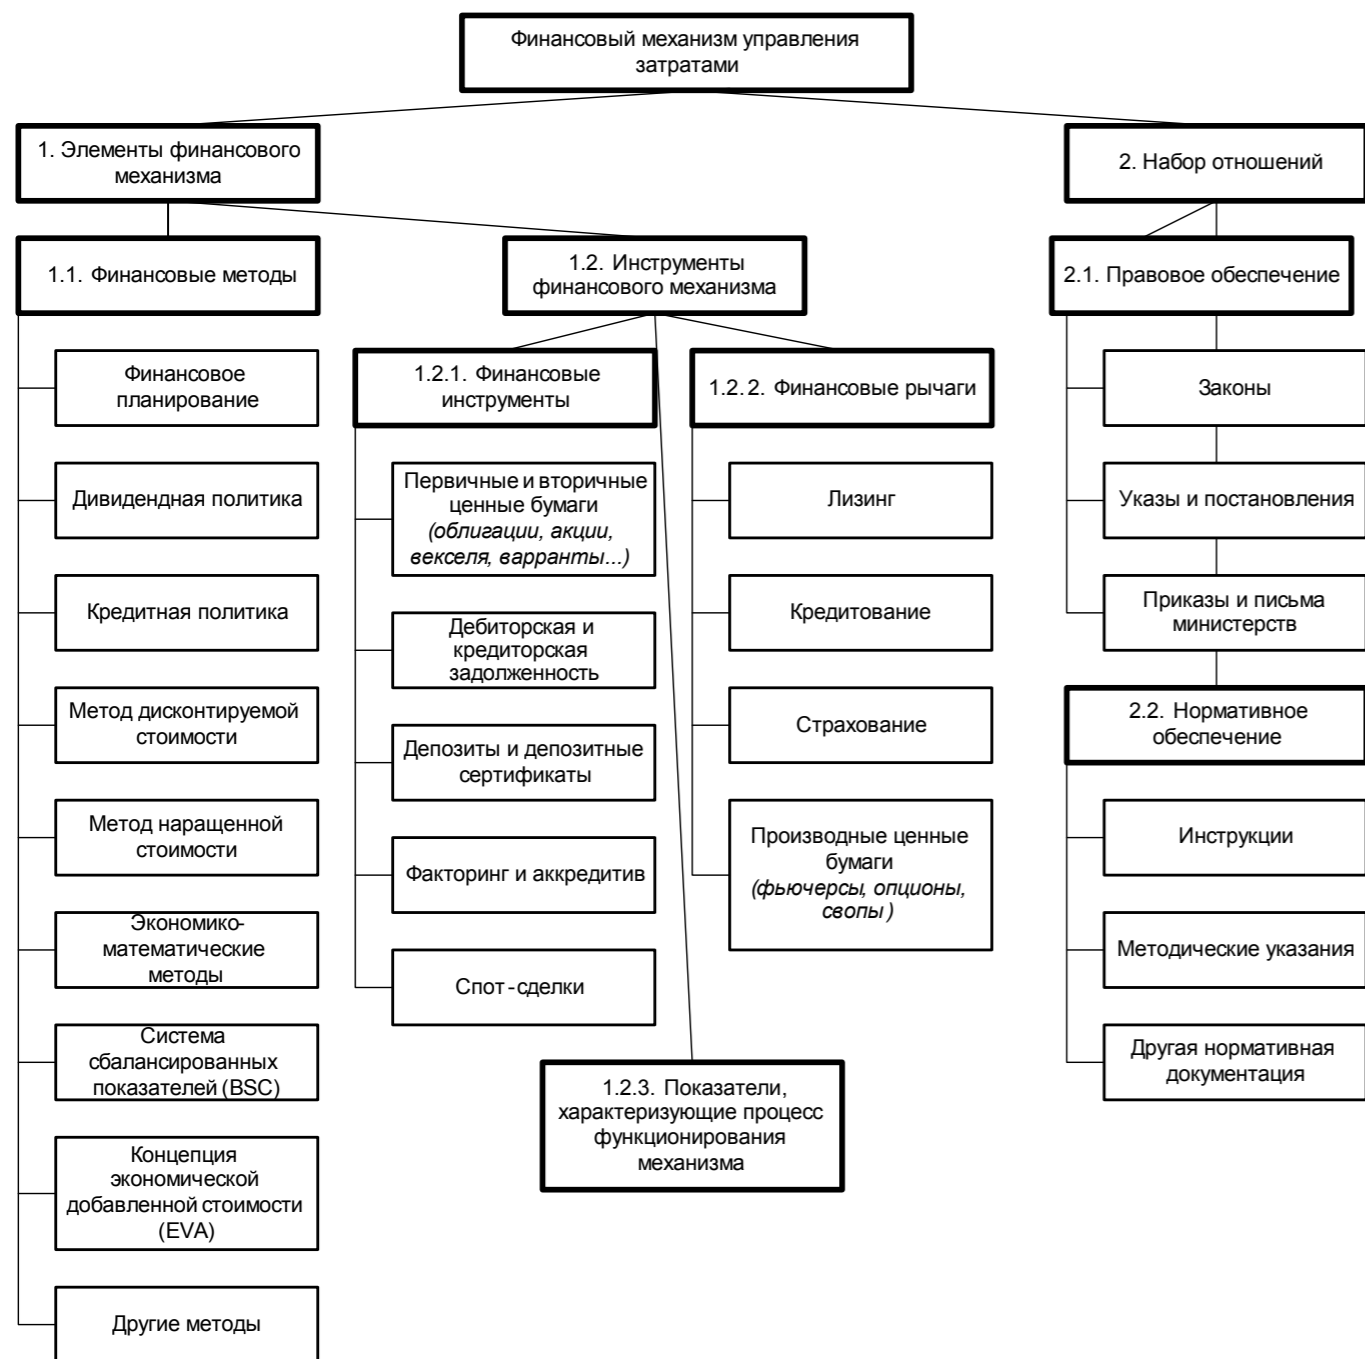 Финансовый механизм управления
затратами
1. Элементы финансового
механизма
2. Набор отношений
1.1. Финансовые методы
1.2. Инструменты
финансового механизма
2.1. Правовое обеспечение
Финансовое
планирование
Дивидендная политика
Кредитная политика
Метод дисконтируемой
стоимости
Метод наращенной
стоимости
Экономико-
математические
методы
Система
сбалансированных
показателей (BSC)
Концепция
экономической
добавленной стоимости
(EVA)
Другие методы
1.2.1. Финансовые
инструменты
Первичные и вторичные
ценные бумаги
(облигации, акции,
векселя, варранты...)
Дебиторская и
кредиторская
задолженность
Депозиты и депозитные
сертификаты
Факторинг и аккредитив
Спот-сделки
1.2.2. Финансовые рычаги
Лизинг
Кредитование
Страхование
Производные ценные
бумаги
(фьючерсы, опционы,
свопы)
1.2.3. Показатели,
характеризующие процесс
функционирования
механизма
Законы
Указы и постановления
Приказы и письма
министерств
2.2. Нормативное
обеспечение
Инструкции
Методические указания
Другая нормативная
документация